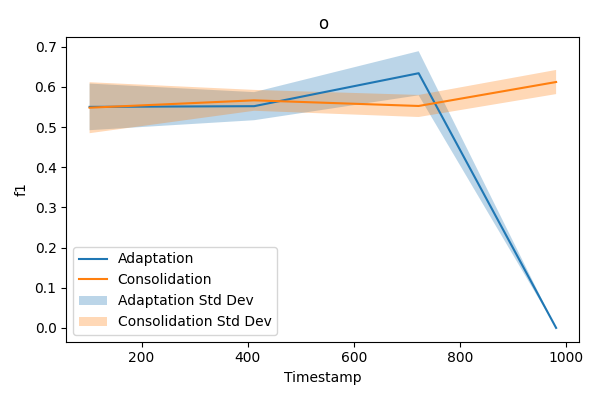 o
f1
0.7
0.6
0.5
0.4
0.3
0.2
0.1
0.0
Adaptation
Consolidation
Adaptation Std Dev
Consolidation Std Dev
200 400 600 800 1000
Timestamp